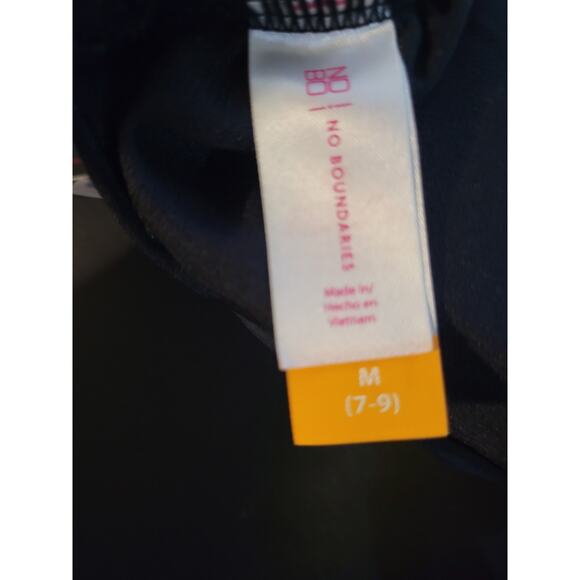 NO
BO
NO BOUNDARIES
Made in/
Hecho en
Vietnam
M
(7-9)